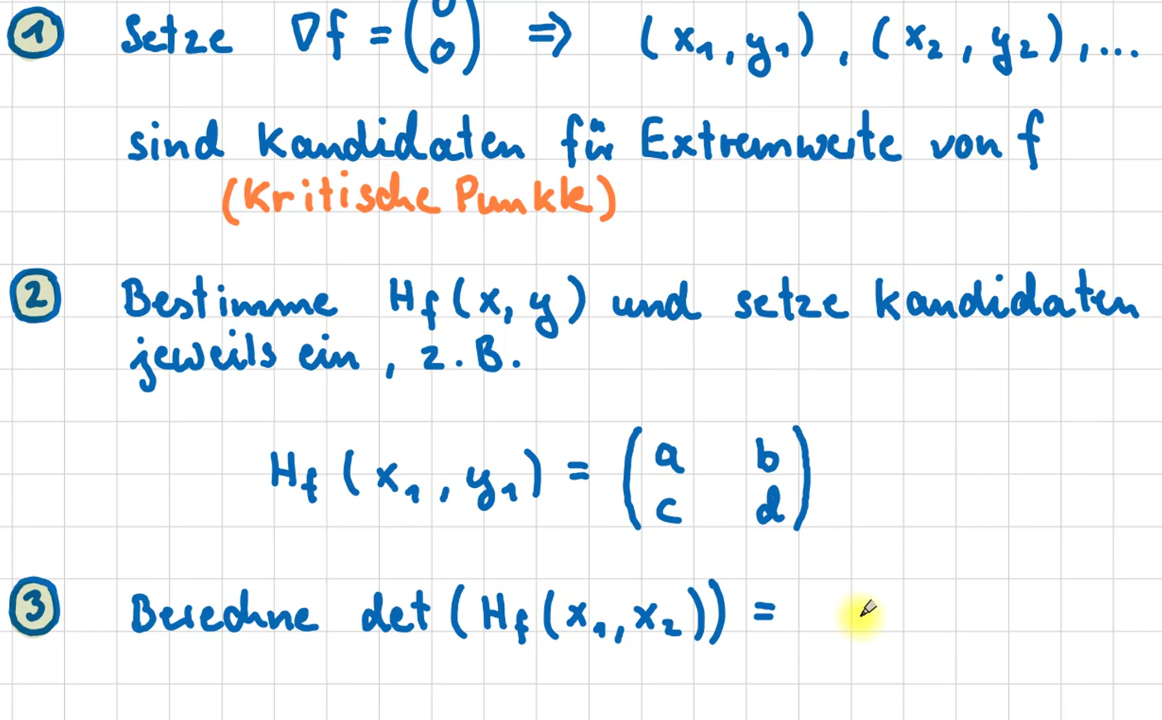 1 Setze ∇f = (0 0) ⇒ (x₁, y₁), (x₂, y₂), ...
sind Kandidaten für Extremwerte von f
(Kritische Punkte)
2 Bestimme H_f(x, y) und setze Kandidaten
jeweils ein, z.B.
H_f(x₁, y₁) = (a b
c d)
3 Berechne det(H_f(x₁, x₂)) =